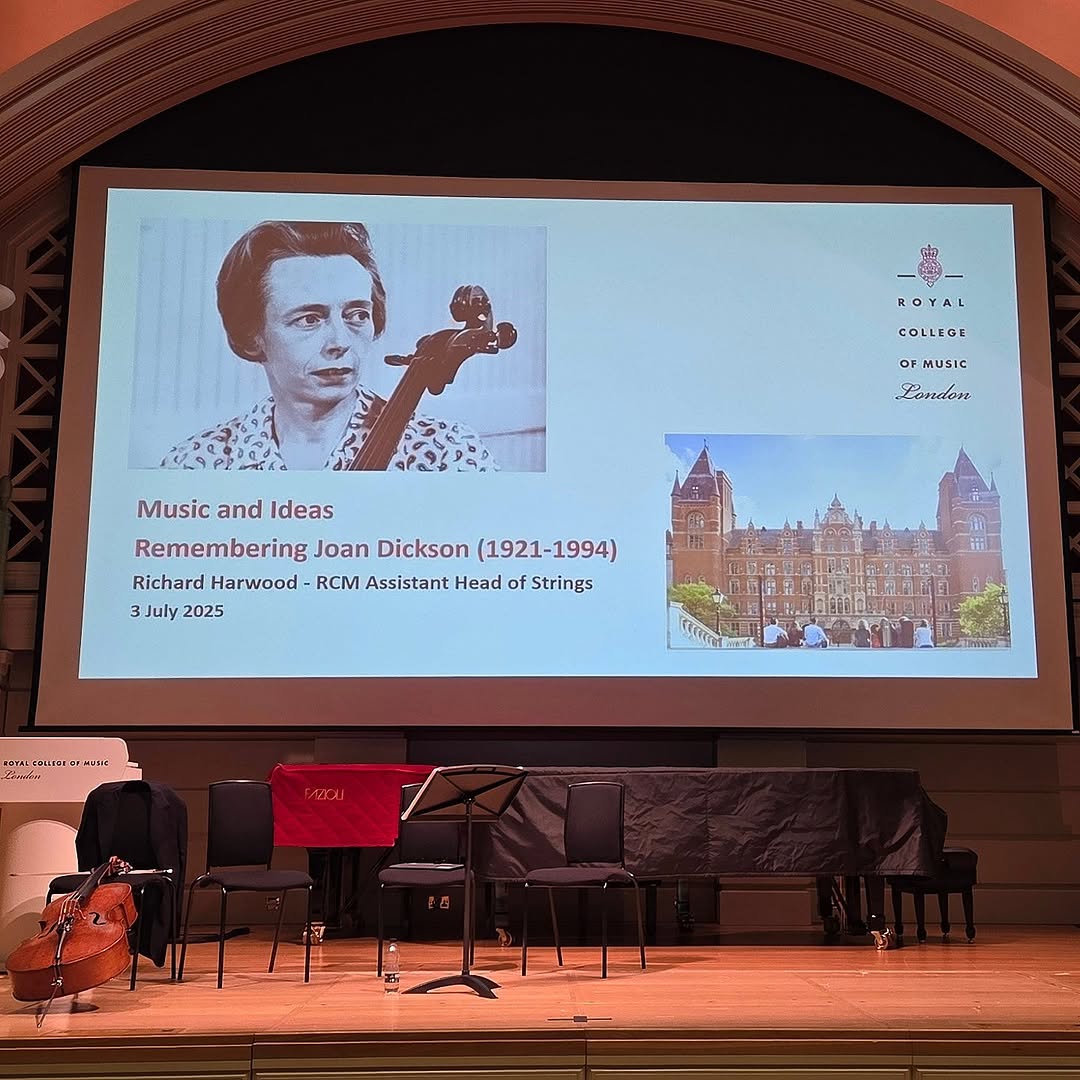 ROYAL
COLLEGE
OF MUSIC
London
Music and Ideas
Remembering Joan Dickson (1921-1994)
Richard Harwood - RCM Assistant Head of Strings
3 July 2025
ROYAL COLLEGE OF MUSIC
London
FAZIOLI